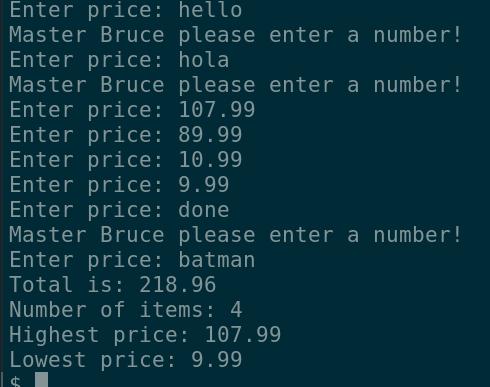 Enter price: hello
Master Bruce please enter a number!
Enter price: hola
Master Bruce please enter a number!
Enter price: 107.99
Enter price: 89.99
Enter price: 10.99
Enter price: 9.99
Enter price: done
Master Bruce please enter a number!
Enter price: batman
Total is: 218.96
Number of items: 4
Highest price: 107.99
Lowest price: 9.99
$